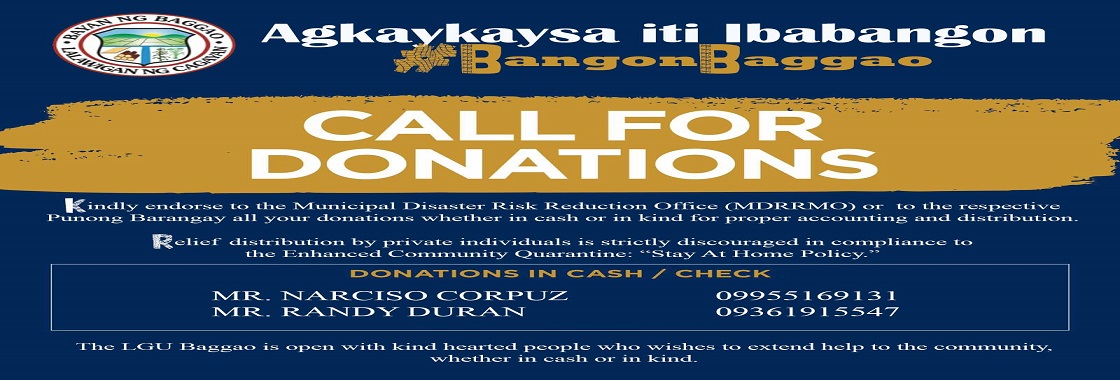 BAYAN NG BAGGAO
LALAWIGAN NG CAGAYAN
Agkaykaysa iti Ibabangon
#BangonBaggao
CALL FOR
DONATIONS
Kindly endorse to the Municipal Disaster Risk Reduction Office (MDRRMO) or to the respective
Punong Barangay all your donations whether in cash or in kind for proper accounting and distribution.
Relief distribution by private individuals is strictly discouraged in compliance to
the Enhanced Community Quarantine: “Stay At Home Policy.”
DONATIONS IN CASH / CHECK
MR. NARCISO CORPUZ 09955169131
MR. RANDY DURAN 09361915547
The LGU Baggao is open with kind hearted people who wishes to extend help to the community,
whether in cash or in kind.